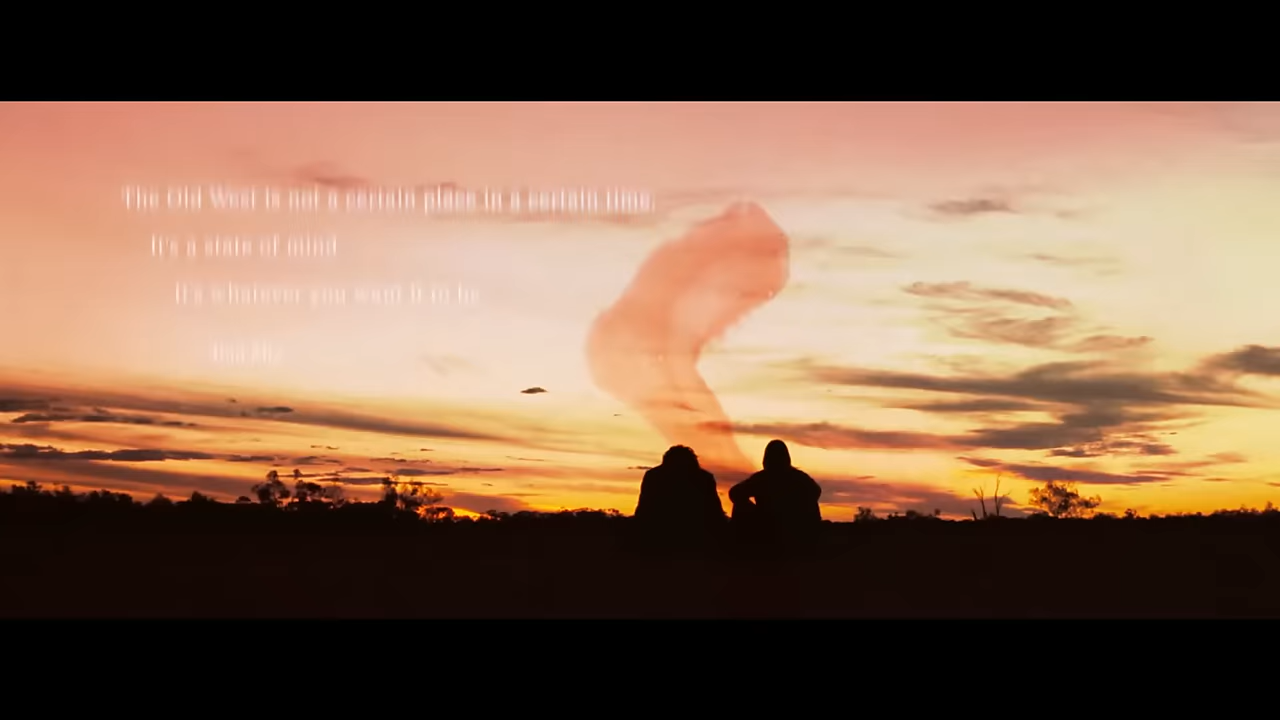 The Old West is not a certain place in a certain time,
It's a state of mind
It's whatever you want it to be